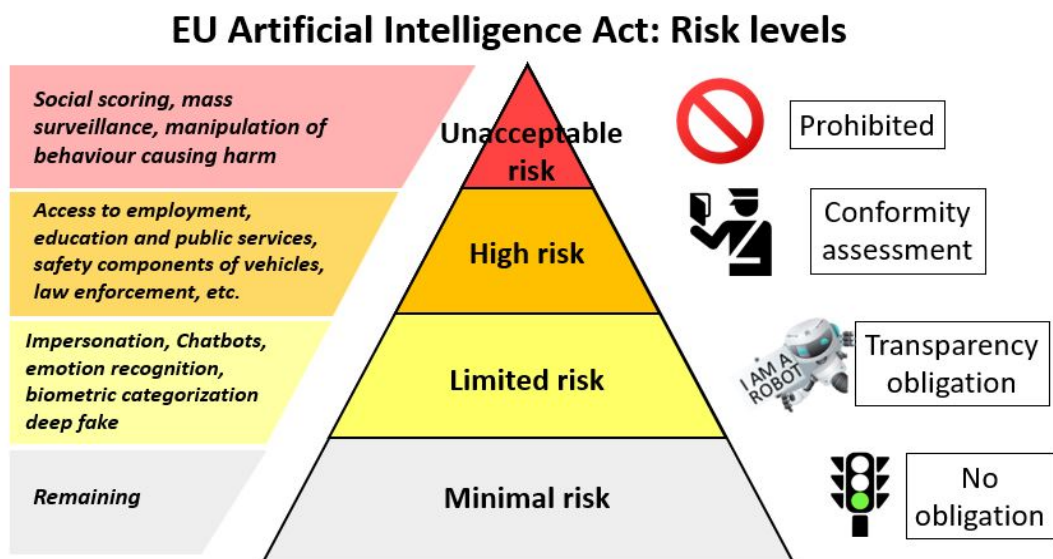 EU Artificial Intelligence Act: Risk levels
Social scoring, mass
surveillance, manipulation of
behaviour causing harm
Unacceptable
risk
Prohibited
Access to employment,
education and public services,
safety components of vehicles,
law enforcement, etc.
High risk
Conformity
assessment
Impersonation, Chatbots,
emotion recognition,
biometric categorization
deep fake
Limited risk
I AM A
ROBOT
Transparency
obligation
Remaining
Minimal risk
No
obligation